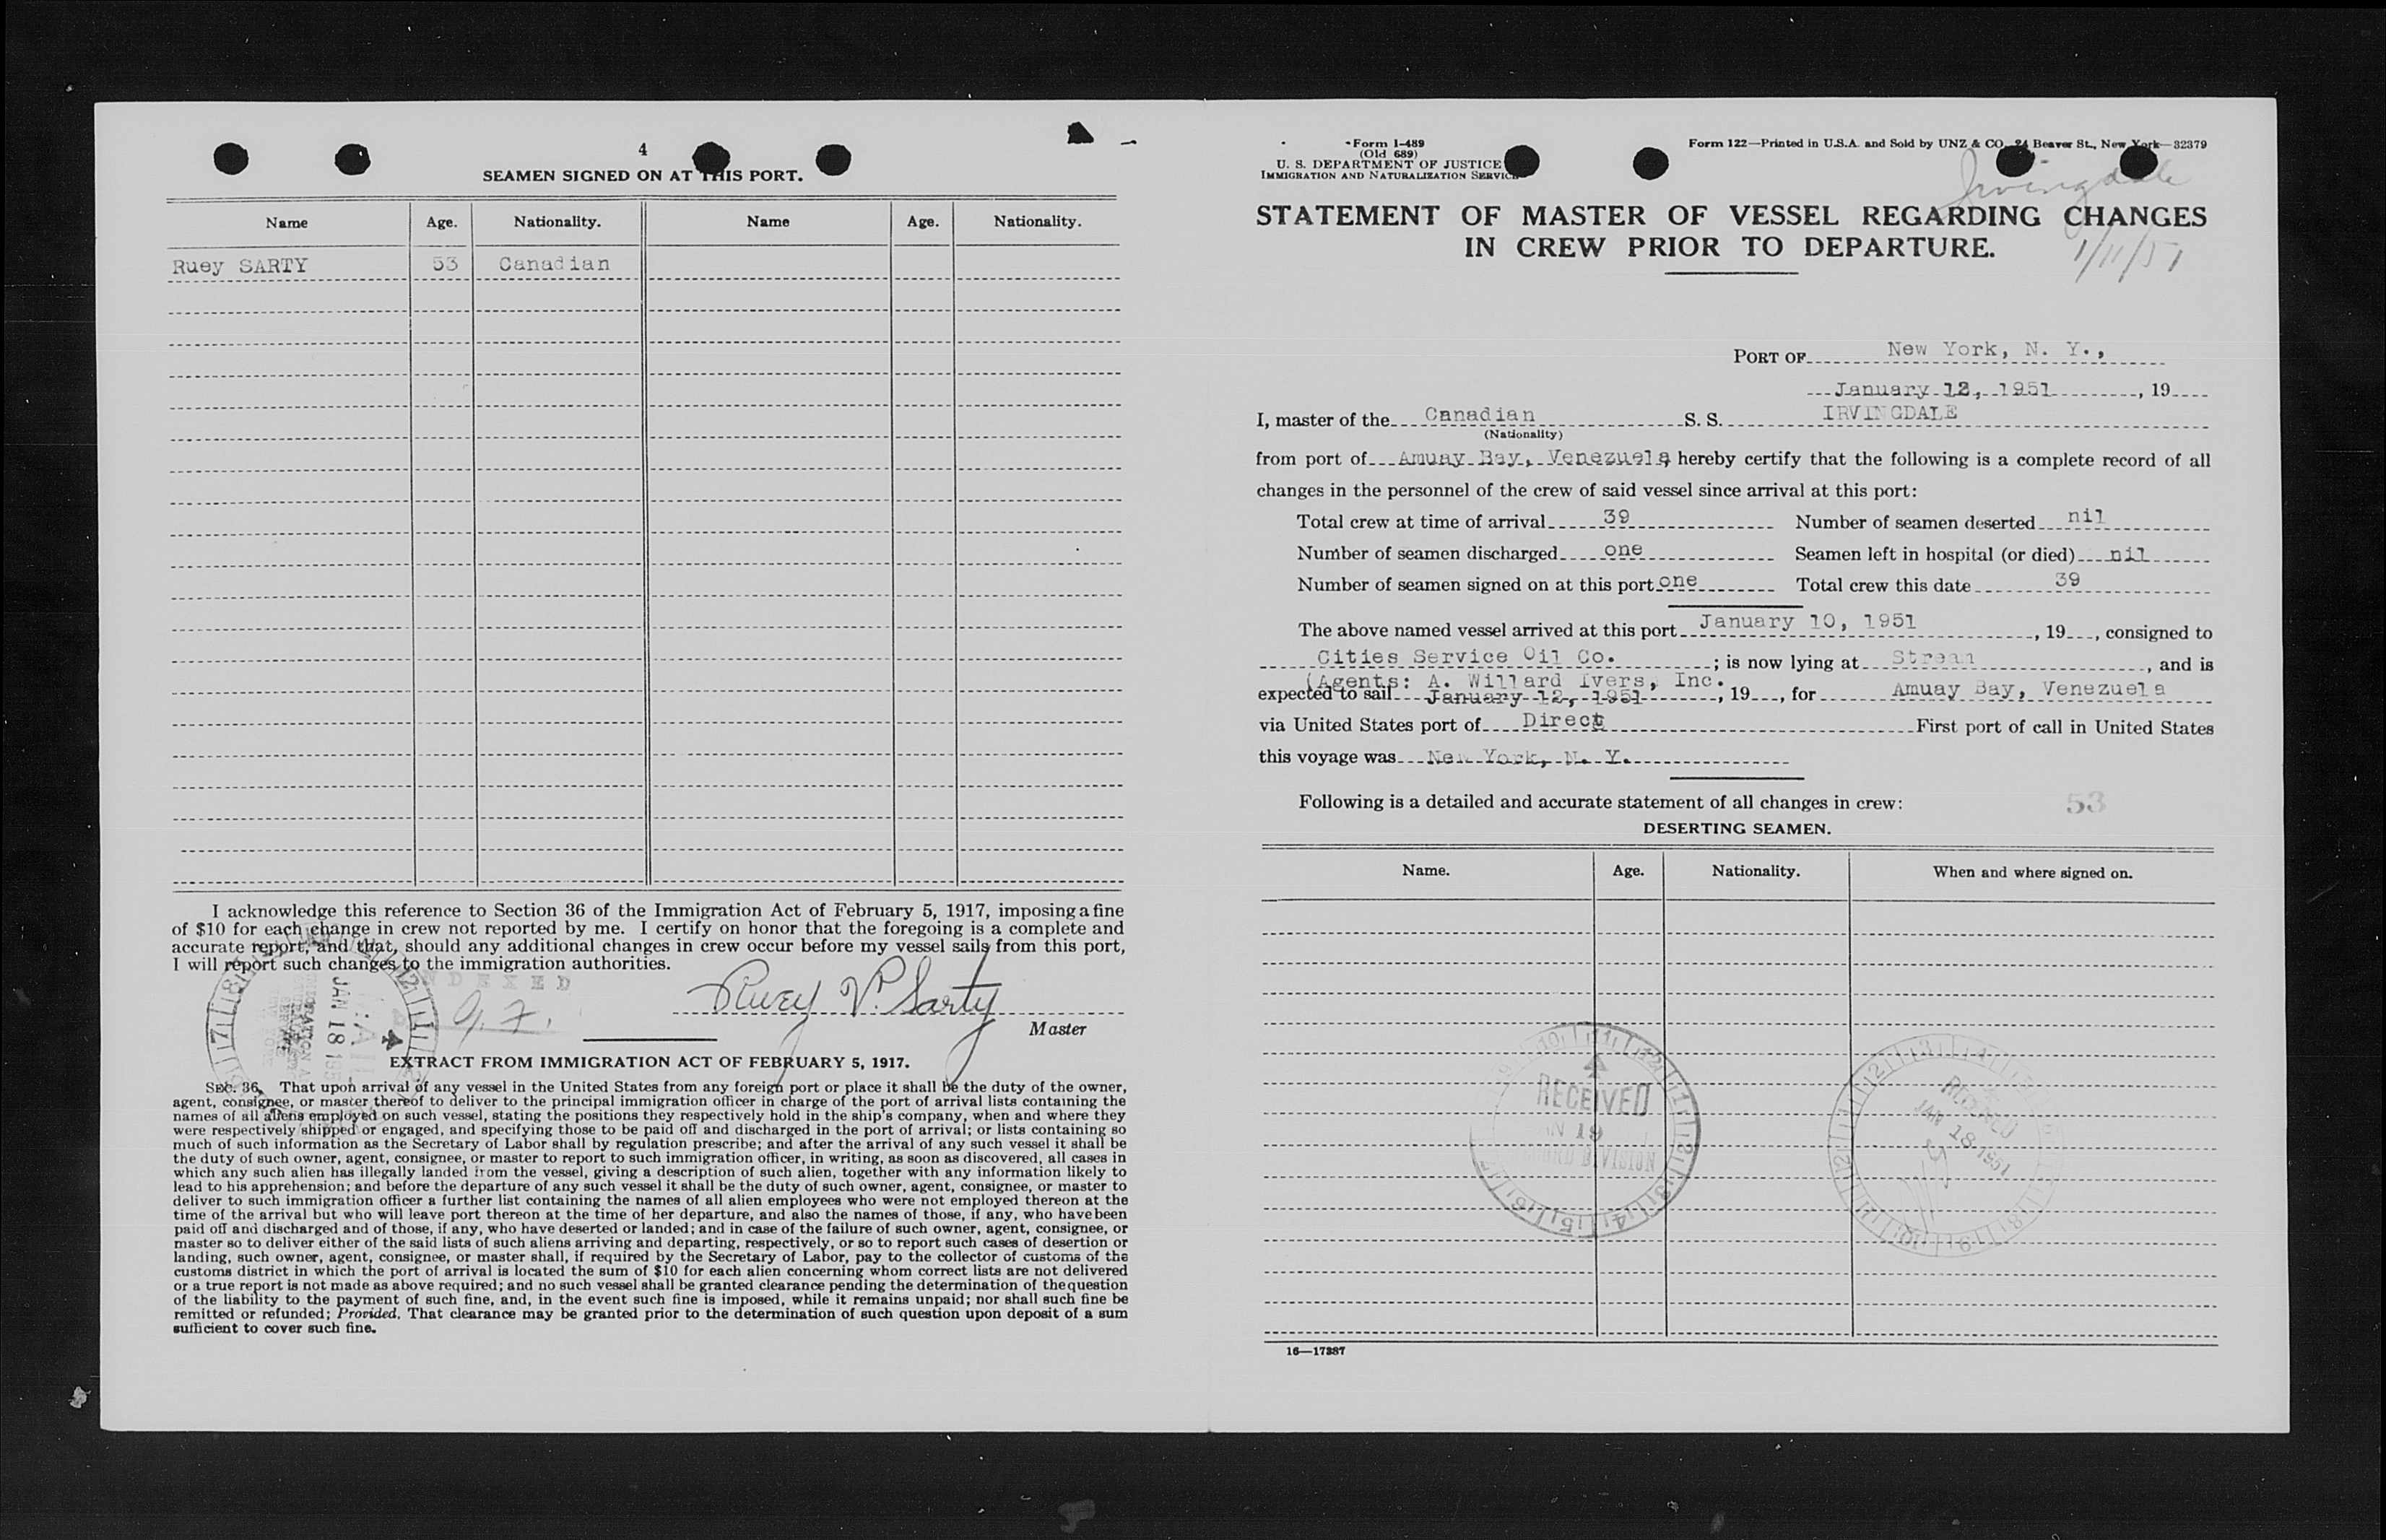 4
SEAMEN SIGNED ON AT THIS PORT.
Name Age. Nationality. Name Age. Nationality.
Ruey SARTY 53 Canadian
I acknowledge this reference to Section 36 of the Immigration Act of February 5, 1917, imposing a fine
of $10 for each change in crew not reported by me. I certify on honor that the foregoing is a complete and
accurate report, and that, should any additional changes in crew occur before my vessel sails from this port,
I will report such changes to the immigration authorities.
JAN 18
Ruey V. Sarty
Master
EXTRACT FROM IMMIGRATION ACT OF FEBRUARY 5, 1917.
SEC. 36. That upon arrival of any vessel in the United States from any foreign port or place it shall be the duty of the owner,
agent, consignee, or master thereof to deliver to the principal immigration officer in charge of the port of arrival lists containing the
names of all aliens employed on such vessel, stating the positions they respectively hold in the ship's company, when and where they
were respectively shipped or engaged, and specifying those to be paid off and discharged in the port of arrival; or lists containing so
much of such information as the Secretary of Labor shall by regulation prescribe; and after the arrival of any such vessel it shall be
the duty of such owner, agent, consignee, or master to report to such immigration officer, in writing, as soon as discovered, all cases in
which any such alien has illegally landed from the vessel, giving a description of such alien, together with any information likely to
lead to his apprehension; and before the departure of any such vessel it shall be the duty of such owner, agent, consignee, or master to
deliver to such immigration officer a further list containing the names of all alien employees who were not employed thereon at the
time of the arrival but who will leave port thereon at the time of her departure, and also the names of those, if any, who have been
paid off and discharged and of those, if any, who have deserted or landed; and in case of the failure of such owner, agent, consignee, or
master so to deliver either of the said lists of such aliens arriving and departing, respectively, or so to report such cases of desertion or
landing, such owner, agent, consignee, or master shall, if required by the Secretary of Labor, pay to the collector of customs of the
customs district in which the port of arrival is located the sum of $10 for each alien concerning whom correct lists are not delivered
or a true report is not made as above required; and no such vessel shall be granted clearance pending the determination of the question
of the liability to the payment of such fine, and, in the event such fine is imposed, while it remains unpaid; nor shall such fine be
remitted or refunded; Provided, That clearance may be granted prior to the determination of such question upon deposit of a sum
sufficient to cover such fine.
Form I-489
(Old 689)
U. S. DEPARTMENT OF JUSTICE
IMMIGRATION AND NATURALIZATION SERVICE
Form 122—Printed in U.S.A. and Sold by UNZ & CO. 24 Beaver St., New York—32379
Irvingdale
STATEMENT OF MASTER OF VESSEL REGARDING CHANGES
IN CREW PRIOR TO DEPARTURE.
1/11/51
PORT OF New York, N. Y.,
January 12, 1951, 19
I, master of the Canadian S. S. IRVINGDALE
(Nationality)
from port of Amuay Bay, Venezuela hereby certify that the following is a complete record of all
changes in the personnel of the crew of said vessel since arrival at this port:
Total crew at time of arrival 39 Number of seamen deserted nil
Number of seamen discharged one Seamen left in hospital (or died) nil
Number of seamen signed on at this port one Total crew this date 39
The above named vessel arrived at this port January 10, 1951, 19, consigned to
Cities Service Oil Co. ; is now lying at Stream, and is
(Agents: A. Willard Ivers, Inc.
expected to sail January 12, 1951, 19, for Amuay Bay, Venezuela
via United States port of Direct First port of call in United States
this voyage was New York, N. Y.
Following is a detailed and accurate statement of all changes in crew: 53
DESERTING SEAMEN.
Name. Age. Nationality. When and where signed on.
RECEIVED
19
DIVISION
JAN 18 1951
16—17387